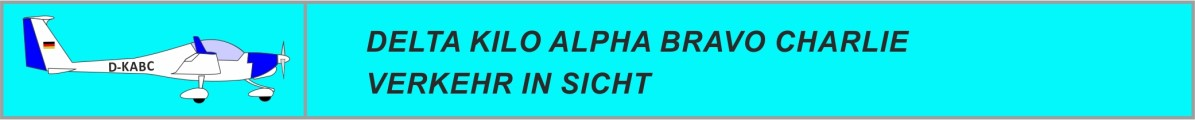 D-KABC
DELTA KILO ALPHA BRAVO CHARLIE
VERKEHR IN SICHT